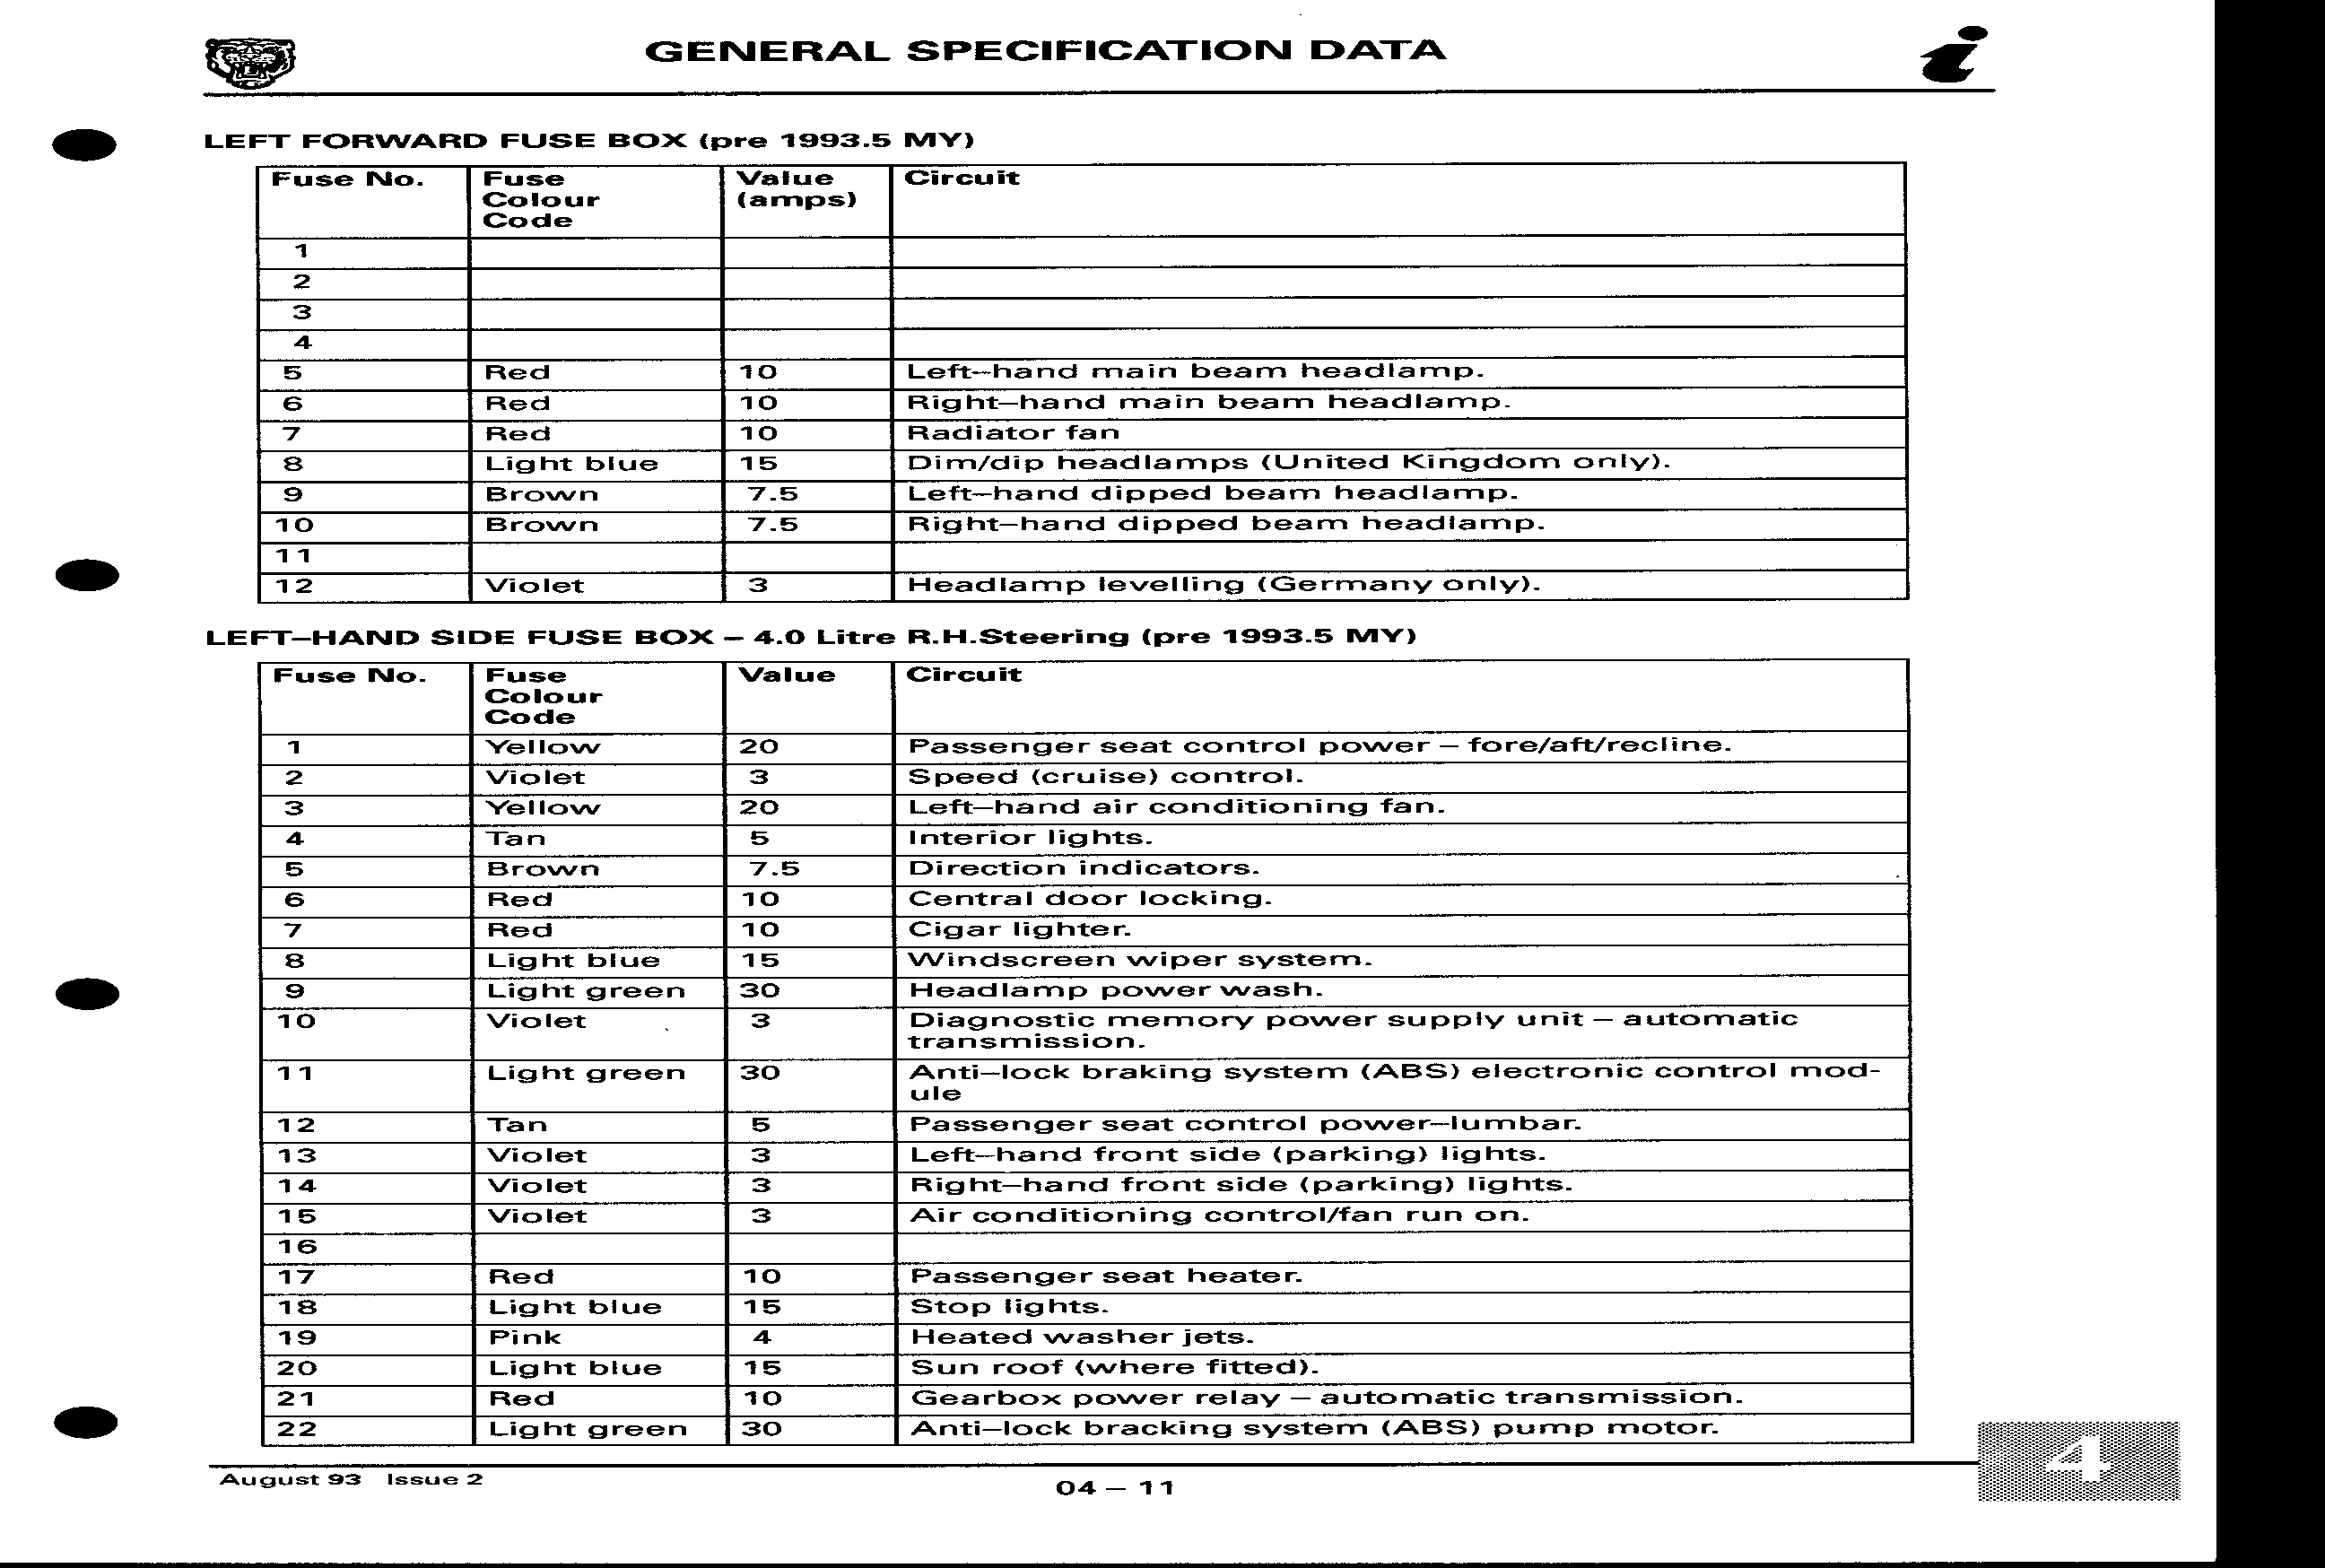 GENERAL SPECIFICATION DATA
LEFT FORWARD FUSE BOX (pre 1993.5 MY)
Fuse No. Fuse Colour Code Value (amps) Circuit
1
2
3
4
5 Red 10 Left–hand main beam headlamp.
6 Red 10 Right–hand main beam headlamp.
7 Red 10 Radiator fan
8 Light blue 15 Dim/dip headlamps (United Kingdom only).
9 Brown 7.5 Left–hand dipped beam headlamp.
10 Brown 7.5 Right–hand dipped beam headlamp.
11
12 Violet 3 Headlamp levelling (Germany only).
LEFT–HAND SIDE FUSE BOX – 4.0 Litre R.H.Steering (pre 1993.5 MY)
Fuse No. Fuse Colour Code Value Circuit
1 Yellow 20 Passenger seat control power – fore/aft/recline.
2 Violet 3 Speed (cruise) control.
3 Yellow 20 Left–hand air conditioning fan.
4 Tan 5 Interior lights.
5 Brown 7.5 Direction indicators.
6 Red 10 Central door locking.
7 Red 10 Cigar lighter.
8 Light blue 15 Windscreen wiper system.
9 Light green 30 Headlamp power wash.
10 Violet 3 Diagnostic memory power supply unit – automatic
transmission.
11 Light green 30 Anti–lock braking system (ABS) electronic control mod-
ule
12 Tan 5 Passenger seat control power–lumbar.
13 Violet 3 Left–hand front side (parking) lights.
14 Violet 3 Right–hand front side (parking) lights.
15 Violet 3 Air conditioning control/fan run on.
16
17 Red 10 Passenger seat heater.
18 Light blue 15 Stop lights.
19 Pink 4 Heated washer jets.
20 Light blue 15 Sun roof (where fitted).
21 Red 10 Gearbox power relay – automatic transmission.
22 Light green 30 Anti–lock bracking system (ABS) pump motor.
August 93 Issue 2
04 – 11
4